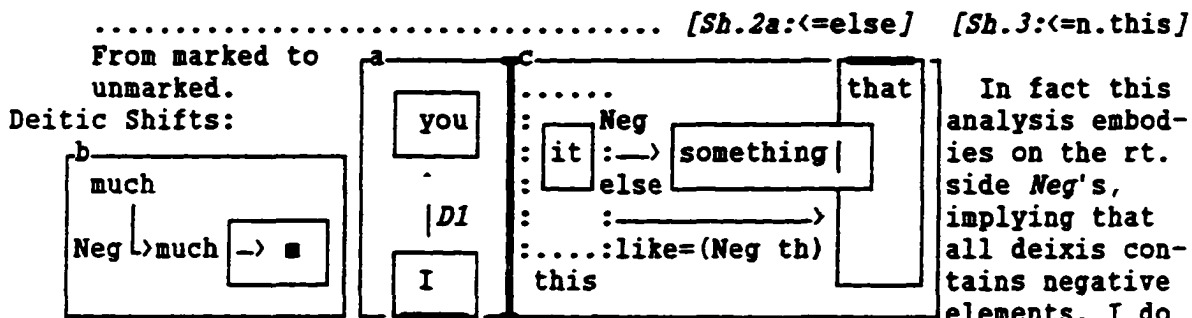 [Sh.2a:<=else] [Sh.3:<=n.this]
From marked to
unmarked.
Deitic Shifts:
b
much
Neg much
a
you
D1
I
c
that
Neg
it something
else
like=(Neg th)
this
In fact this
analysis embod-
ies on the rt.
side Neg's,
implying that
all deixis con-
tains negative
elements. I do